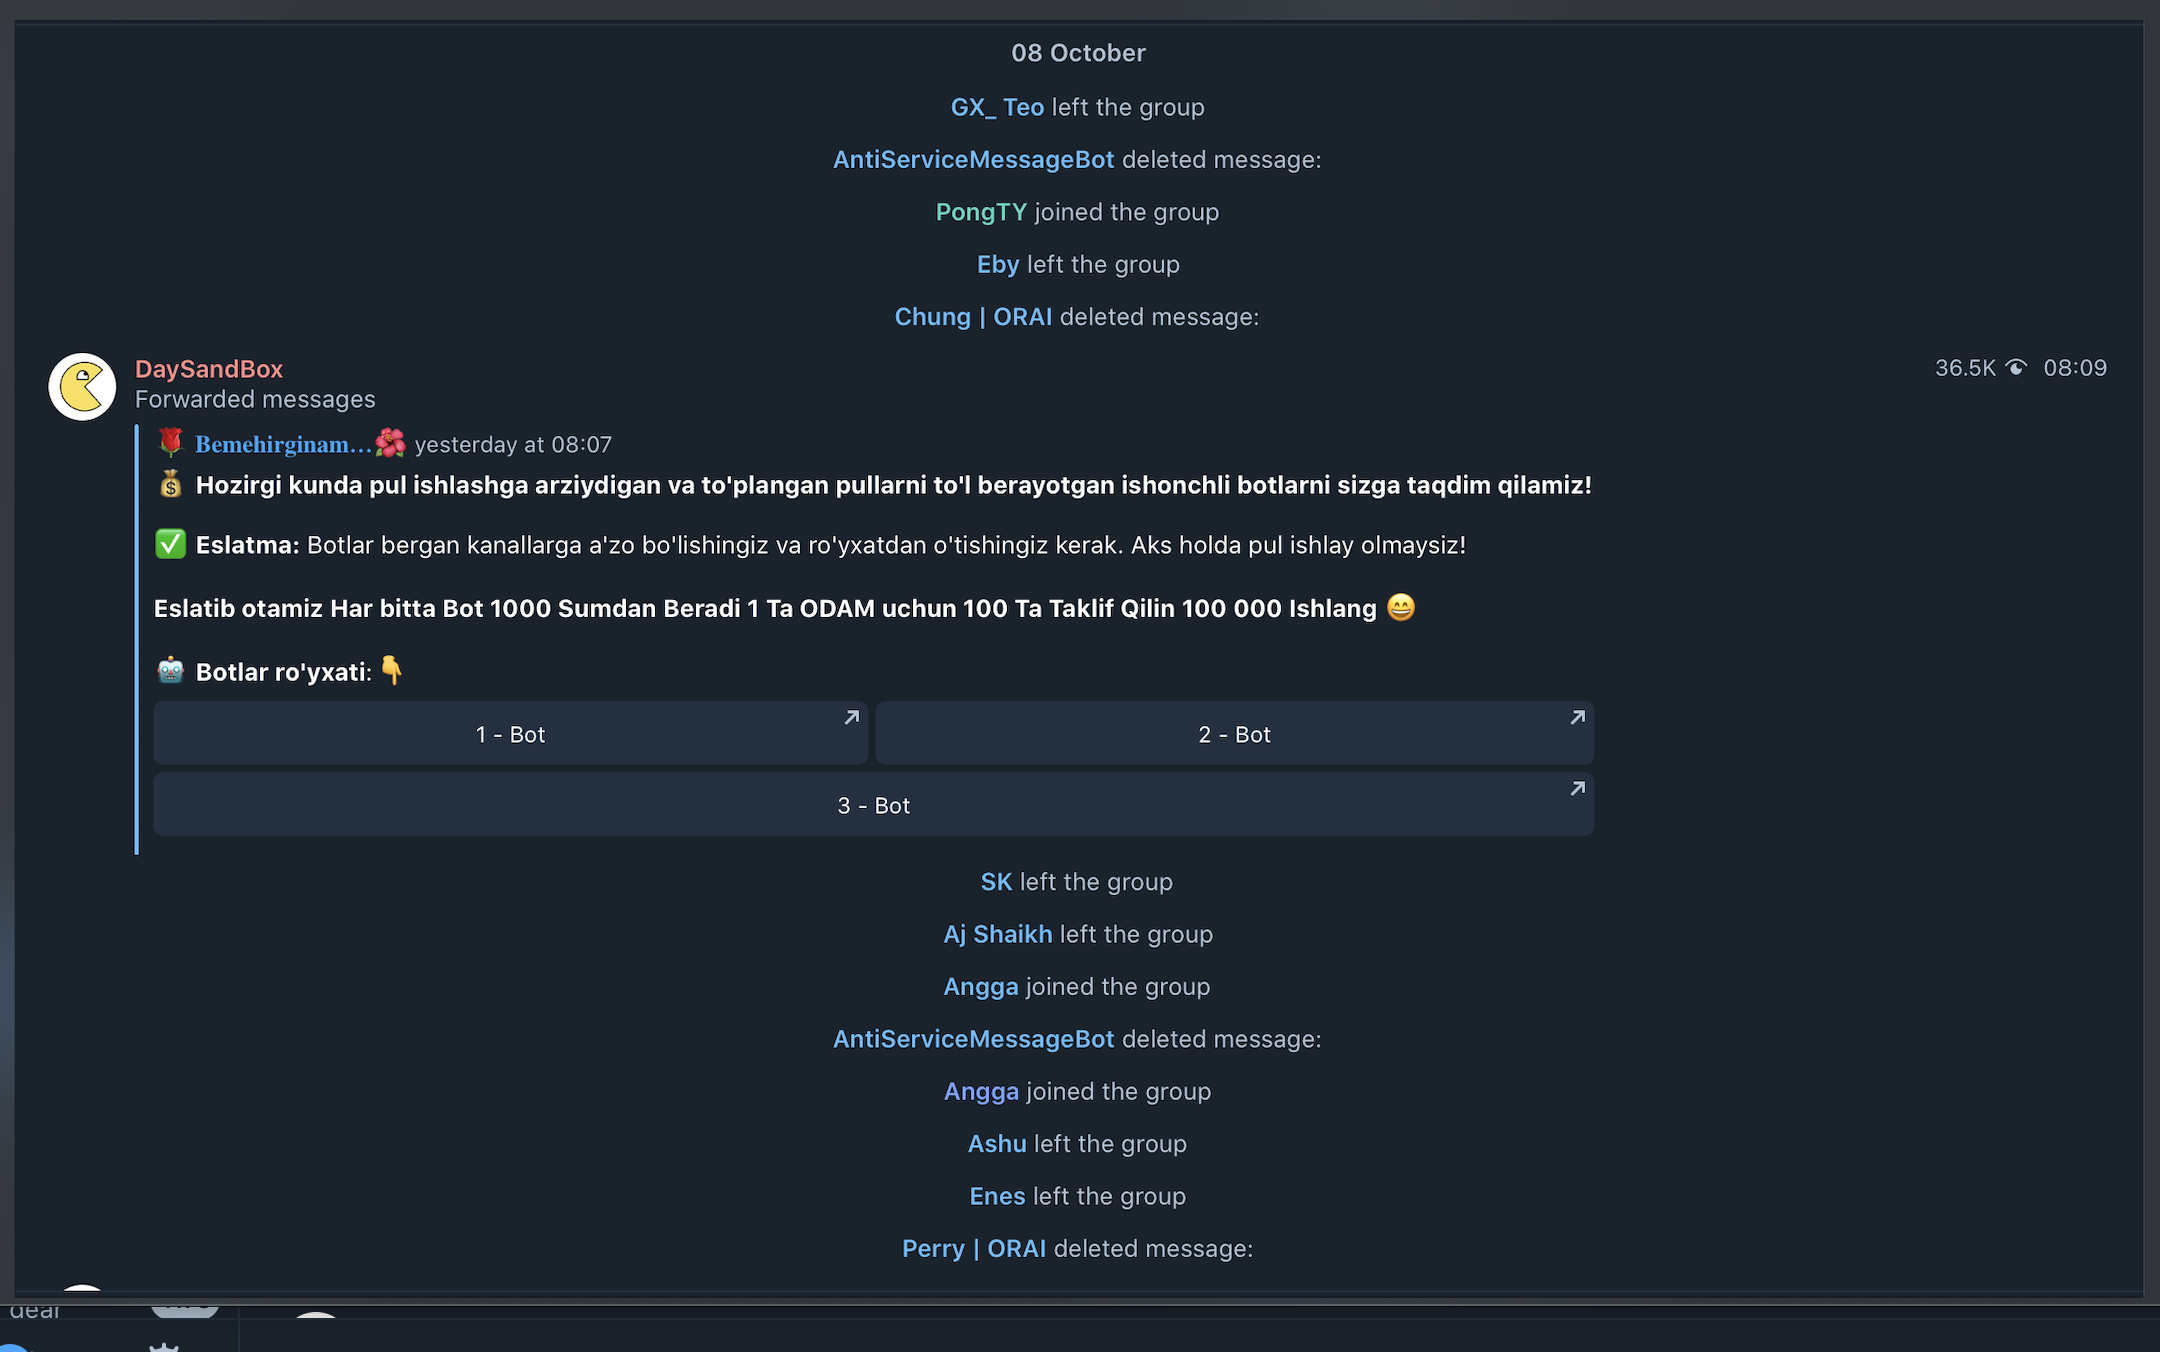 08 October
GX_ Teo left the group
AntiServiceMessageBot deleted message:
PongTY joined the group
Eby left the group
Chung | ORAI deleted message:
DaySandBox 36.5K 08:09
Forwarded messages
🌹 Bemehirginam...🌺 yesterday at 08:07
💰 Hozirgi kunda pul ishlashga arziydigan va to'plangan pullarni to'l berayotgan ishonchli botlarni sizga taqdim qilamiz!
✅ Eslatma: Botlar bergan kanallarga a'zo bo'lishingiz va ro'yxatdan o'tishingiz kerak. Aks holda pul ishlay olmaysiz!
Eslatib otamiz Har bitta Bot 1000 Sumdan Beradi 1 Ta ODAM uchun 100 Ta Taklif Qilin 100 000 Ishlang 😄
🤖 Botlar ro'yxati: 👇
1 - Bot
2 - Bot
3 - Bot
SK left the group
Aj Shaikh left the group
Angga joined the group
AntiServiceMessageBot deleted message:
Angga joined the group
Ashu left the group
Enes left the group
Perry | ORAI deleted message:
dear